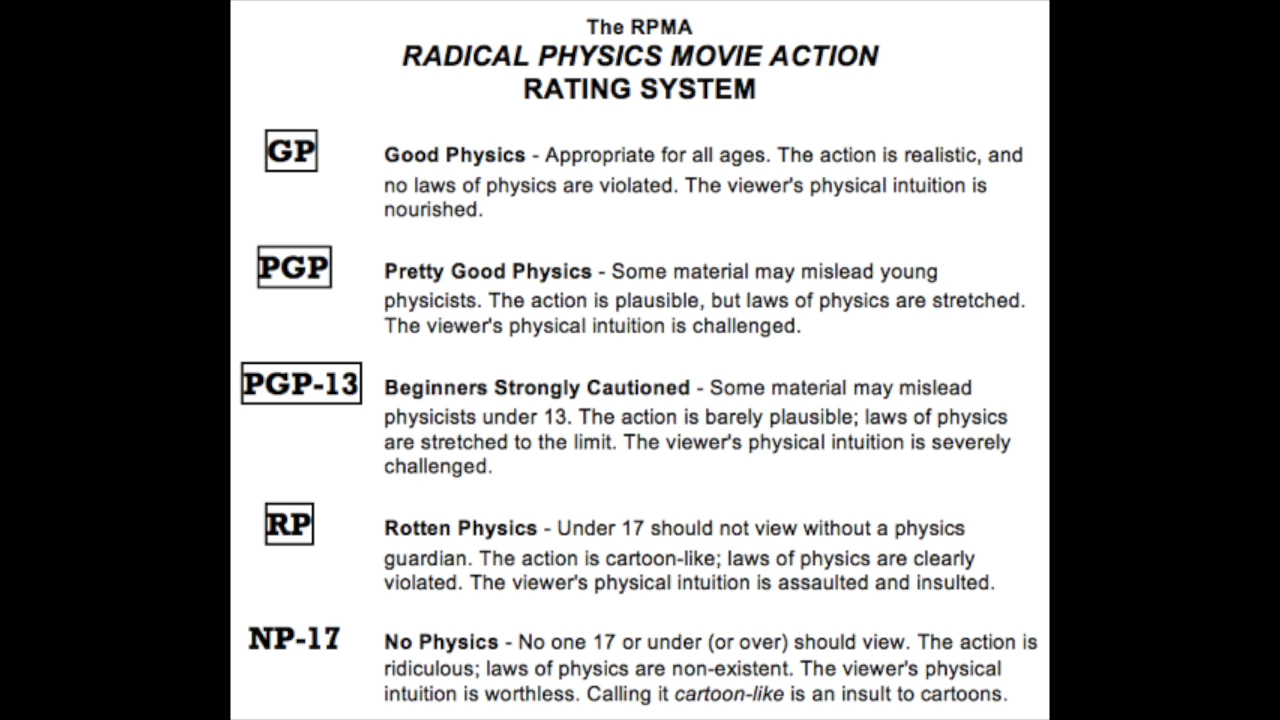 The RPMA
RADICAL PHYSICS MOVIE ACTION
RATING SYSTEM
GP
Good Physics - Appropriate for all ages. The action is realistic, and
no laws of physics are violated. The viewer's physical intuition is
nourished.
PGP
Pretty Good Physics - Some material may mislead young
physicists. The action is plausible, but laws of physics are stretched.
The viewer's physical intuition is challenged.
PGP-13
Beginners Strongly Cautioned - Some material may mislead
physicists under 13. The action is barely plausible; laws of physics
are stretched to the limit. The viewer's physical intuition is severely
challenged.
RP
Rotten Physics - Under 17 should not view without a physics
guardian. The action is cartoon-like; laws of physics are clearly
violated. The viewer's physical intuition is assaulted and insulted.
NP-17
No Physics - No one 17 or under (or over) should view. The action is
ridiculous; laws of physics are non-existent. The viewer's physical
intuition is worthless. Calling it cartoon-like is an insult to cartoons.